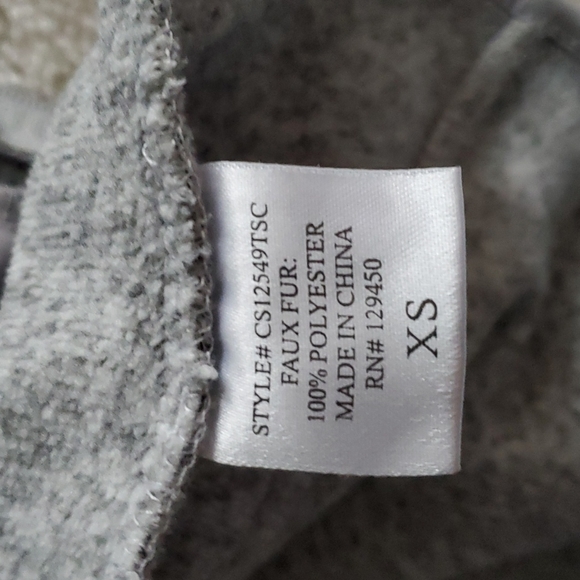 STYLE# CS12549TSC
FAUX FUR:
100% POLYESTER
MADE IN CHINA
RN# 129450
XS